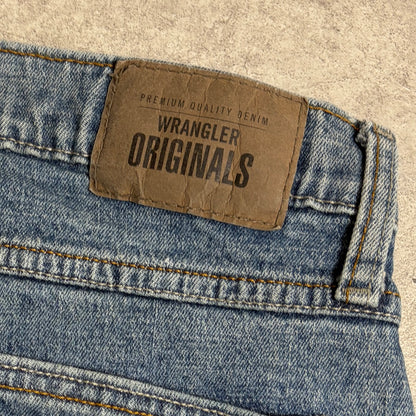 PREMIUM QUALITY DENIM
WRANGLER
ORIGINALS